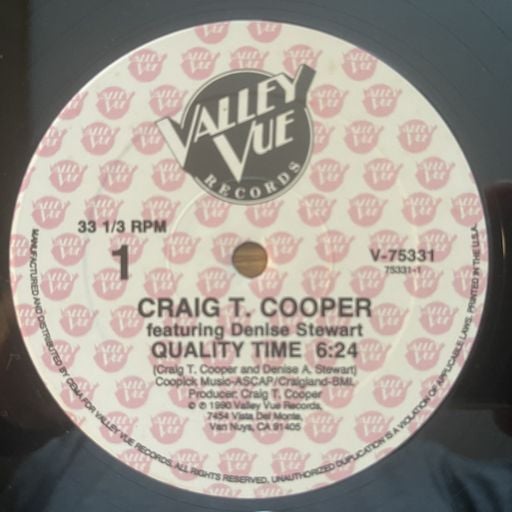 VALLEY
VUE
RECORDS
33 1/3 RPM
1
V-75331
75331-1
CRAIG T. COOPER
featuring Denise Stewart
QUALITY TIME 6:24
(Craig T. Cooper and Denise A. Stewart)
Coopick Music-ASCAP/Craigland-BMI
Producer: Craig T. Cooper
℗ © 1990 Valley Vue Records,
7454 Vista Del Monte,
Van Nuys, CA 91405
MANUFACTURED AND DISTRIBUTED BY CEMA FOR VALLEY VUE RECORDS. ALL RIGHTS RESERVED. UNAUTHORIZED DUPLICATION IS A VIOLATION OF APPLICABLE LAWS. PRINTED IN THE U.S.A.